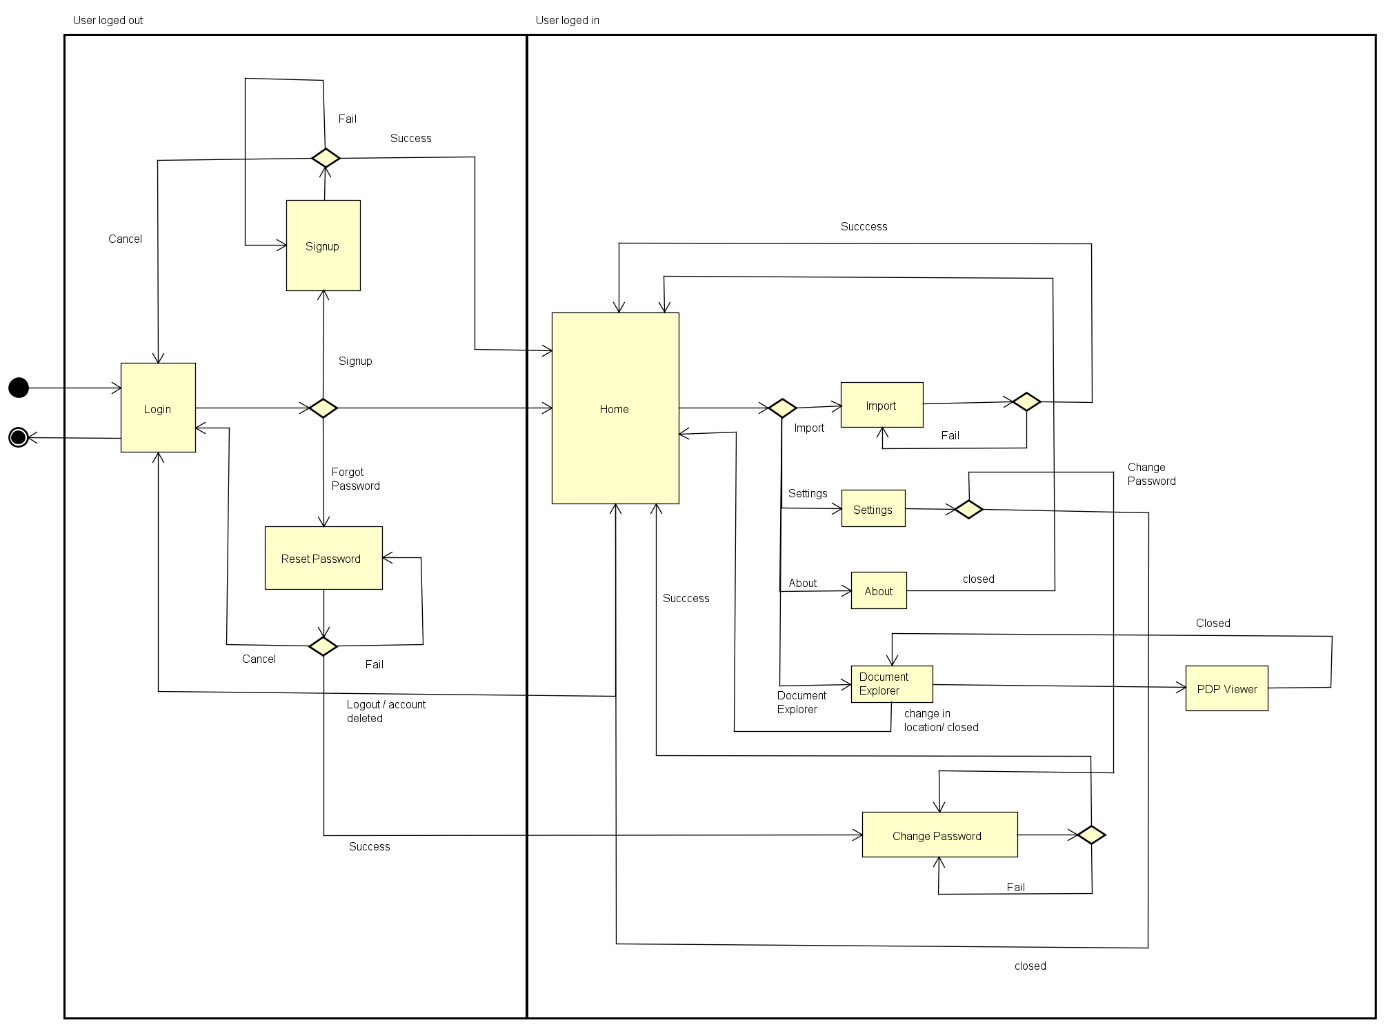 User loged out
User loged in
Fail
Success
Succcess
Cancel
Signup
Signup
Login
Home
Import
Import
Fail
Change
Password
Forgot
Password
Settings
Settings
Reset Password
About
About
closed
Succcess
Closed
Cancel
Fail
Document
Explorer
PDP Viewer
Document
Explorer
Logout / account
deleted
change in
location/ closed
Change Password
Success
Fail
closed